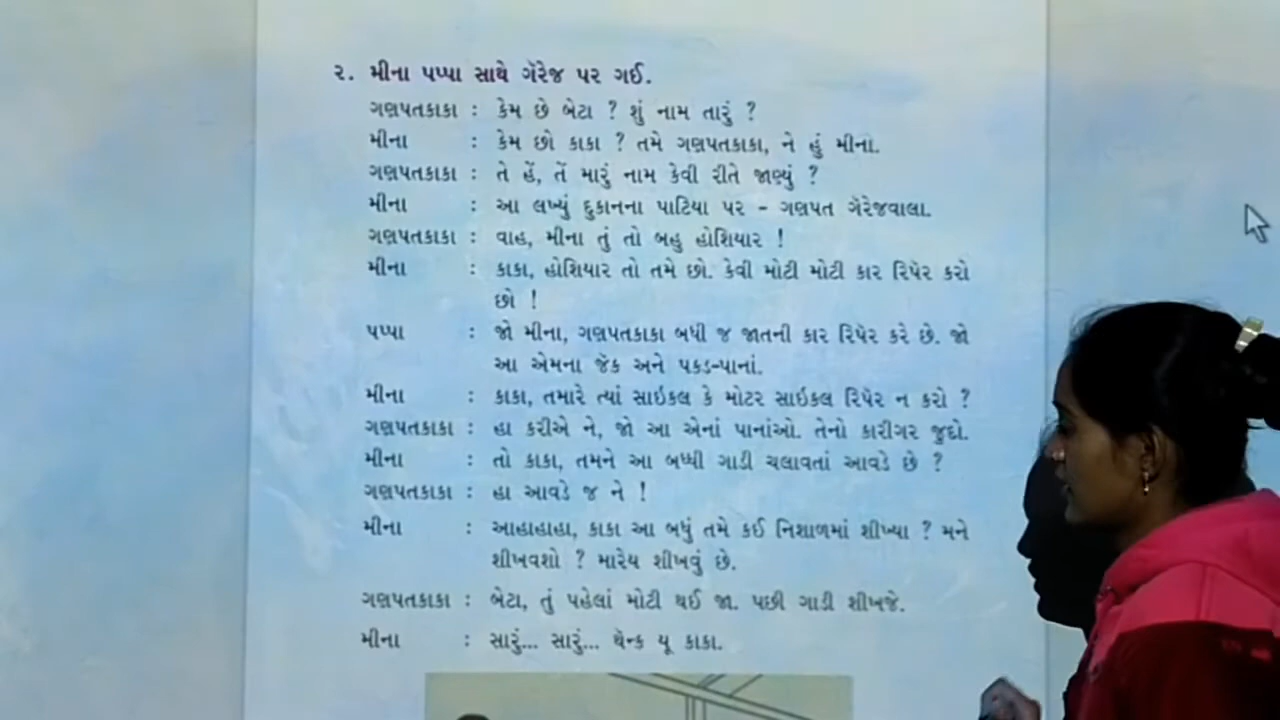 ૨. મીના પપ્પા સાથે ગૅરેજ પર ગઈ.
ગણપતકાકા : કેમ છે બેટા ? શું નામ તારું ?
મીના : કેમ છો કાકા ? તમે ગણપતકાકા, ને હું મીના.
ગણપતકાકા : તે હેં, તેં મારું નામ કેવી રીતે જાણ્યું ?
મીના : આ લખ્યું દુકાનના પાટિયા પર - ગણપત ગૅરેજવાલા.
ગણપતકાકા : વાહ, મીના તું તો બહુ હોશિયાર !
મીના : કાકા, હોશિયાર તો તમે છો. કેવી મોટી મોટી કાર રિપૅર કરો
છો !
પપ્પા : જો મીના, ગણપતકાકા બધી જ જાતની કાર રિપૅર કરે છે. જો
આ એમના જૅક અને પકડ-પાનાં.
મીના : કાકા, તમારે ત્યાં સાઇકલ કે મોટર સાઇકલ રિપૅર ન કરો ?
ગણપતકાકા : હા કરીએ ને, જો આ એનાં પાનાંઓ. તેનો કારીગર જુદો.
મીના : તો કાકા, તમને આ બધ્ધી ગાડી ચલાવતાં આવડે છે ?
ગણપતકાકા : હા આવડે જ ને !
મીના : આહાહાહા, કાકા આ બધું તમે કઈ નિશાળમાં શીખ્યા ? મને
શીખવશો ? મારેય શીખવું છે.
ગણપતકાકા : બેટા, તું પહેલાં મોટી થઈ જા. પછી ગાડી શીખજે.
મીના : સારું... સારું... થૅન્ક યૂ કાકા.